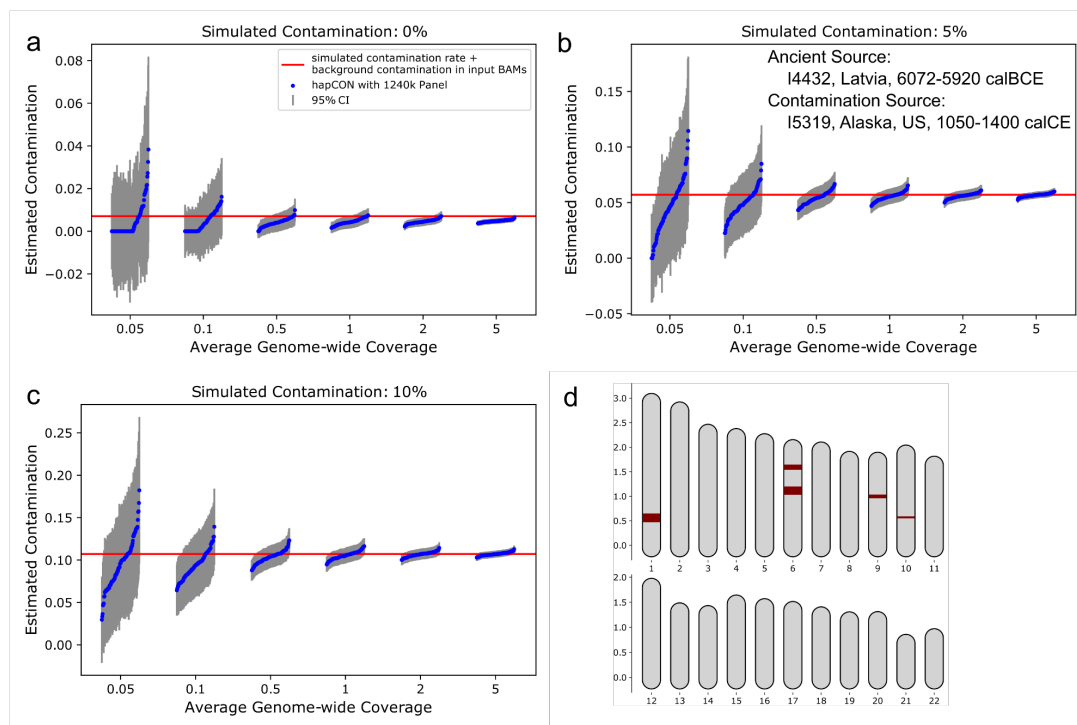 a
Simulated Contamination: 0%
simulated contamination rate +
background contamination in input BAMs
hapCON with 1240k Panel
95% CI
Estimated Contamination
0.08
0.06
0.04
0.02
0.00
−0.02
0.05 0.1 0.5 1 2 5
Average Genome-wide Coverage
b
Simulated Contamination: 5%
Ancient Source:
I4432, Latvia, 6072-5920 calBCE
Contamination Source:
I5319, Alaska, US, 1050-1400 calCE
Estimated Contamination
0.15
0.10
0.05
0.00
−0.05
0.05 0.1 0.5 1 2 5
Average Genome-wide Coverage
c
Simulated Contamination: 10%
Estimated Contamination
0.25
0.20
0.15
0.10
0.05
0.00
0.05 0.1 0.5 1 2 5
Average Genome-wide Coverage
d
3.0
2.5
2.0
1.5
1.0
0.5
0.0
1 2 3 4 5 6 7 8 9 10 11
2.0
1.5
1.0
0.5
0.0
12 13 14 15 16 17 18 19 20 21 22